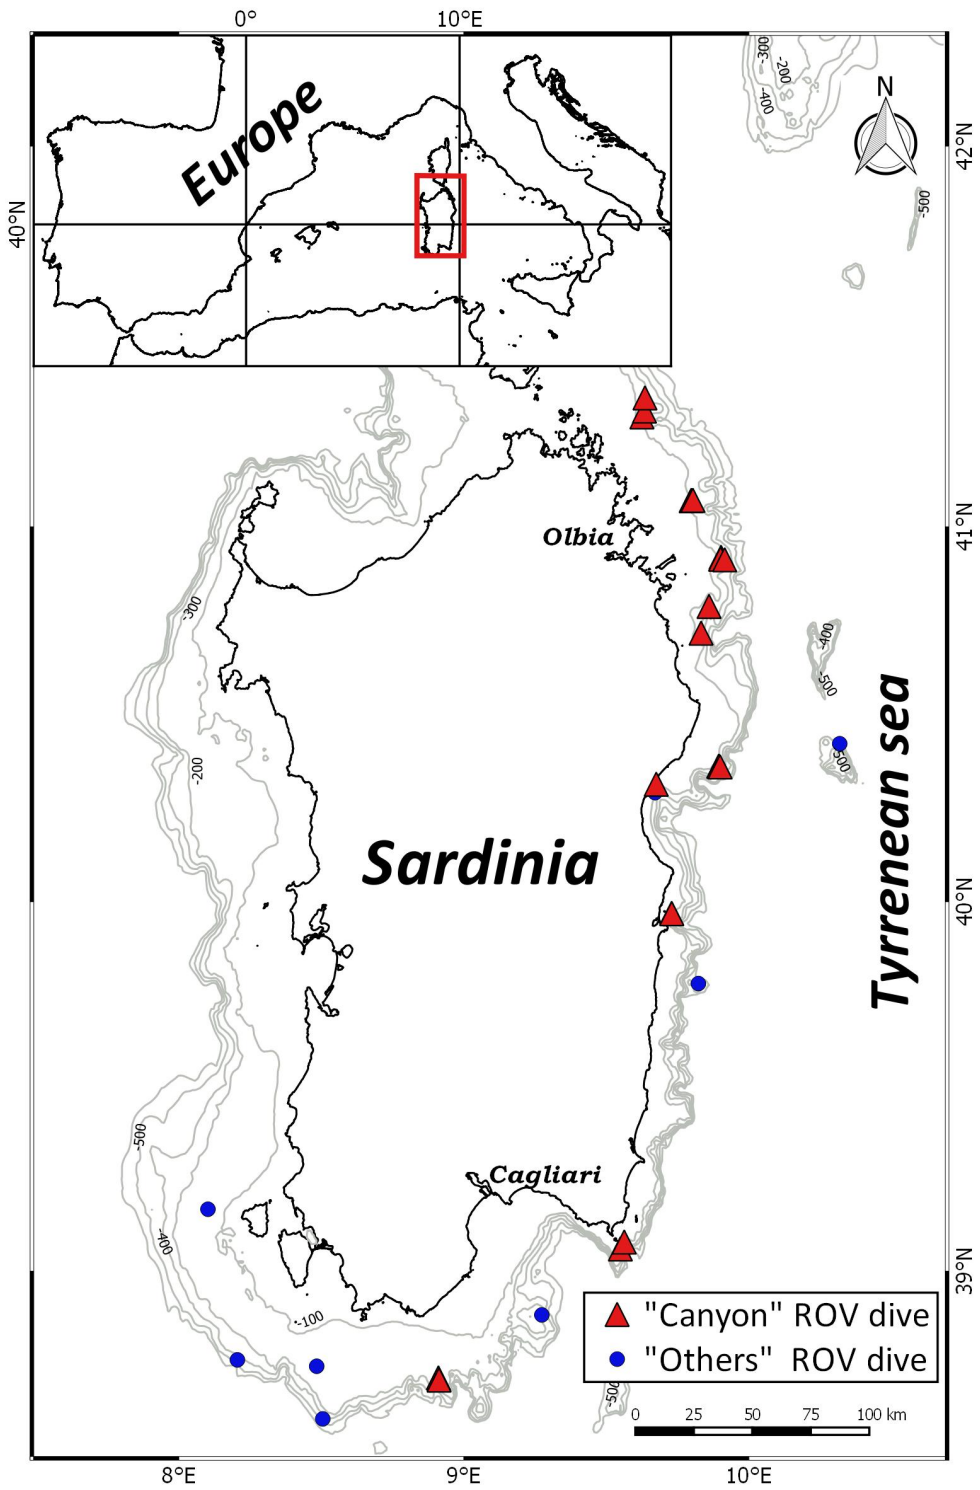 0° 10°E
40°N
Europe
N
42°N
-300
-200
-400
-500
41°N
Olbia
-300
-400
-500
-200
-500
Tyrrenean sea
Sardinia
40°N
-500
Cagliari
-400
39°N
-100
"Canyon" ROV dive
"Others" ROV dive
-500
0 25 50 75 100 km
8°E 9°E 10°E